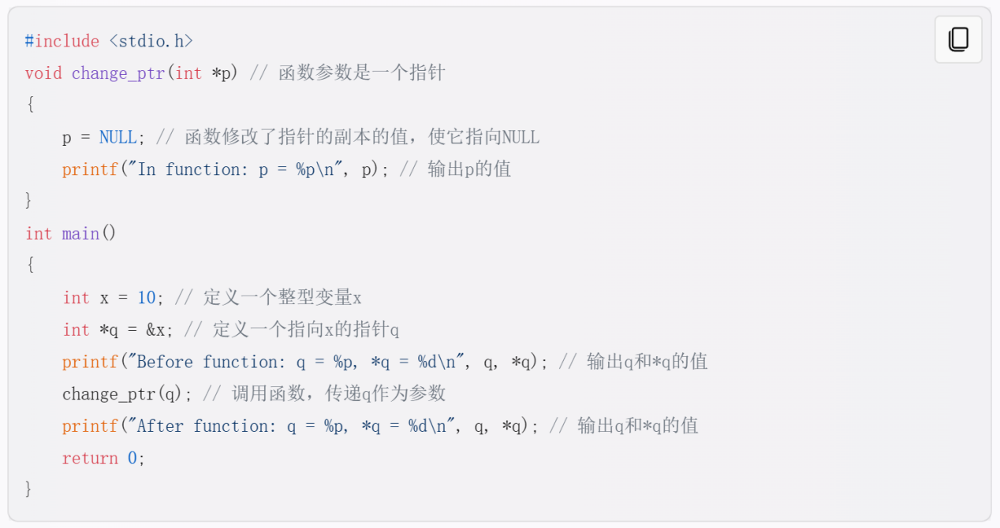 #include <stdio.h>
void change_ptr(int *p) // 函数参数是一个指针
{
    p = NULL; // 函数修改了指针的副本的值，使它指向NULL
    printf("In function: p = %p\n", p); // 输出p的值
}
int main()
{
    int x = 10; // 定义一个整型变量x
    int *q = &x; // 定义一个指向x的指针q
    printf("Before function: q = %p, *q = %d\n", q, *q); // 输出q和*q的值
    change_ptr(q); // 调用函数，传递q作为参数
    printf("After function: q = %p, *q = %d\n", q, *q); // 输出q和*q的值
    return 0;
}